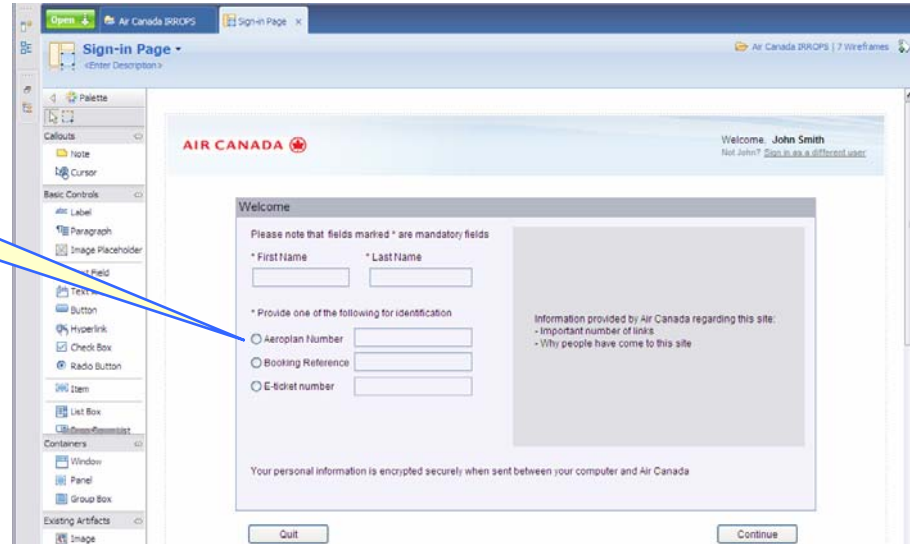 Open
Air Canada IRROPS
Sign-in Page
Sign-in Page
<Enter Description>
Air Canada IRROPS | 7 Wireframes
Palette
Callouts
Note
Cursor
Basic Controls
Label
Paragraph
Image Placeholder
Field
Text
Button
Hyperlink
Check Box
Radio Button
Item
List Box
Containers
Window
Panel
Group Box
Existing Artifacts
Image
AIR CANADA
Welcome, John Smith
Not John? Sign in as a different user
Welcome
Please note that fields marked * are mandatory fields
* First Name * Last Name
* Provide one of the following for identification
Aeroplan Number
Booking Reference
E-ticket number
Information provided by Air Canada regarding this site:
- Important number of links
- Why people have come to this site
Your personal information is encrypted securely when sent between your computer and Air Canada
Quit Continue